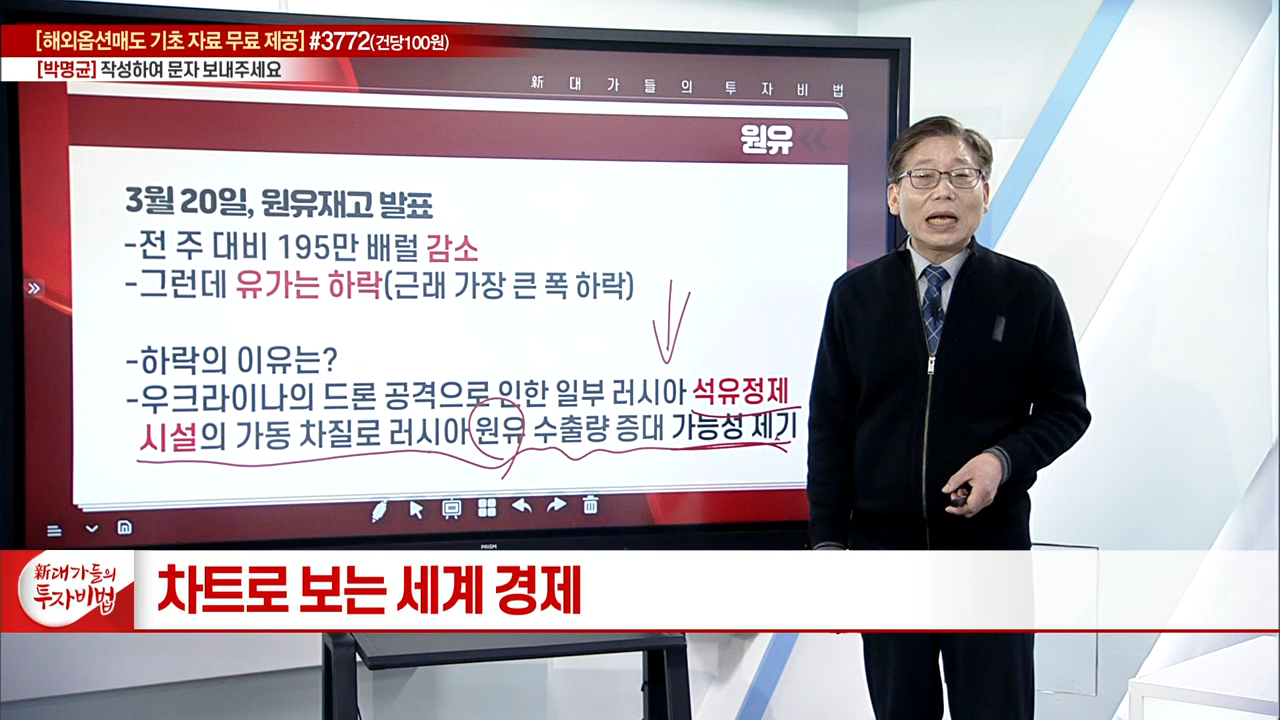 [해외옵션매도 기초 자료 무료 제공] #3772(건당100원)
[박명균] 작성하여 문자 보내주세요
新 대가들의 투자비법
원유
3월 20일, 원유재고 발표
-전 주 대비 195만 배럴 감소
-그런데 유가는 하락(근래 가장 큰 폭 하락)
-하락의 이유는?
-우크라이나의 드론 공격으로 인한 일부 러시아 석유정제
시설의 가동 차질로 러시아 원유 수출량 증대 가능성 제기
PRISM
新대가들의
투자비법
차트로 보는 세계 경제